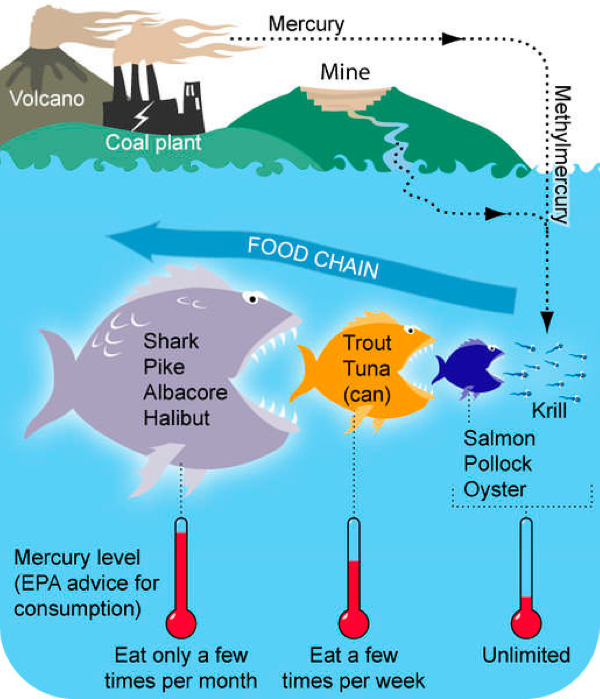 Mercury
Mine
Volcano
Coal plant
Methylmercury
FOOD CHAIN
Shark
Pike
Albacore
Halibut
Trout
Tuna
(can)
Krill
Salmon
Pollock
Oyster
Mercury level
(EPA advice for
consumption)
Eat only a few
times per month
Eat a few
times per week
Unlimited